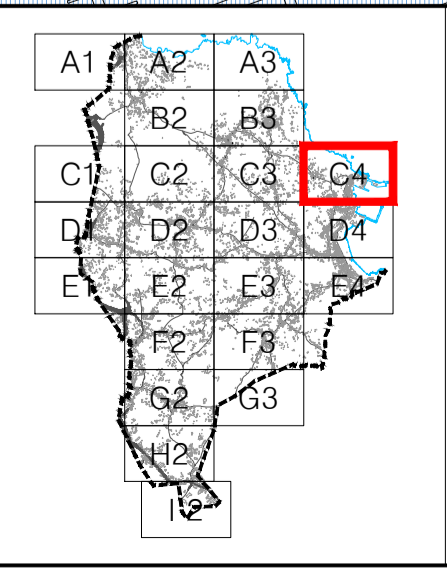 A1 A2 A3
B2 B3
C1 C2 C3 C4
D1 D2 D3 D4
E1 E2 E3 E4
F2 F3
G2 G3
H2
I2